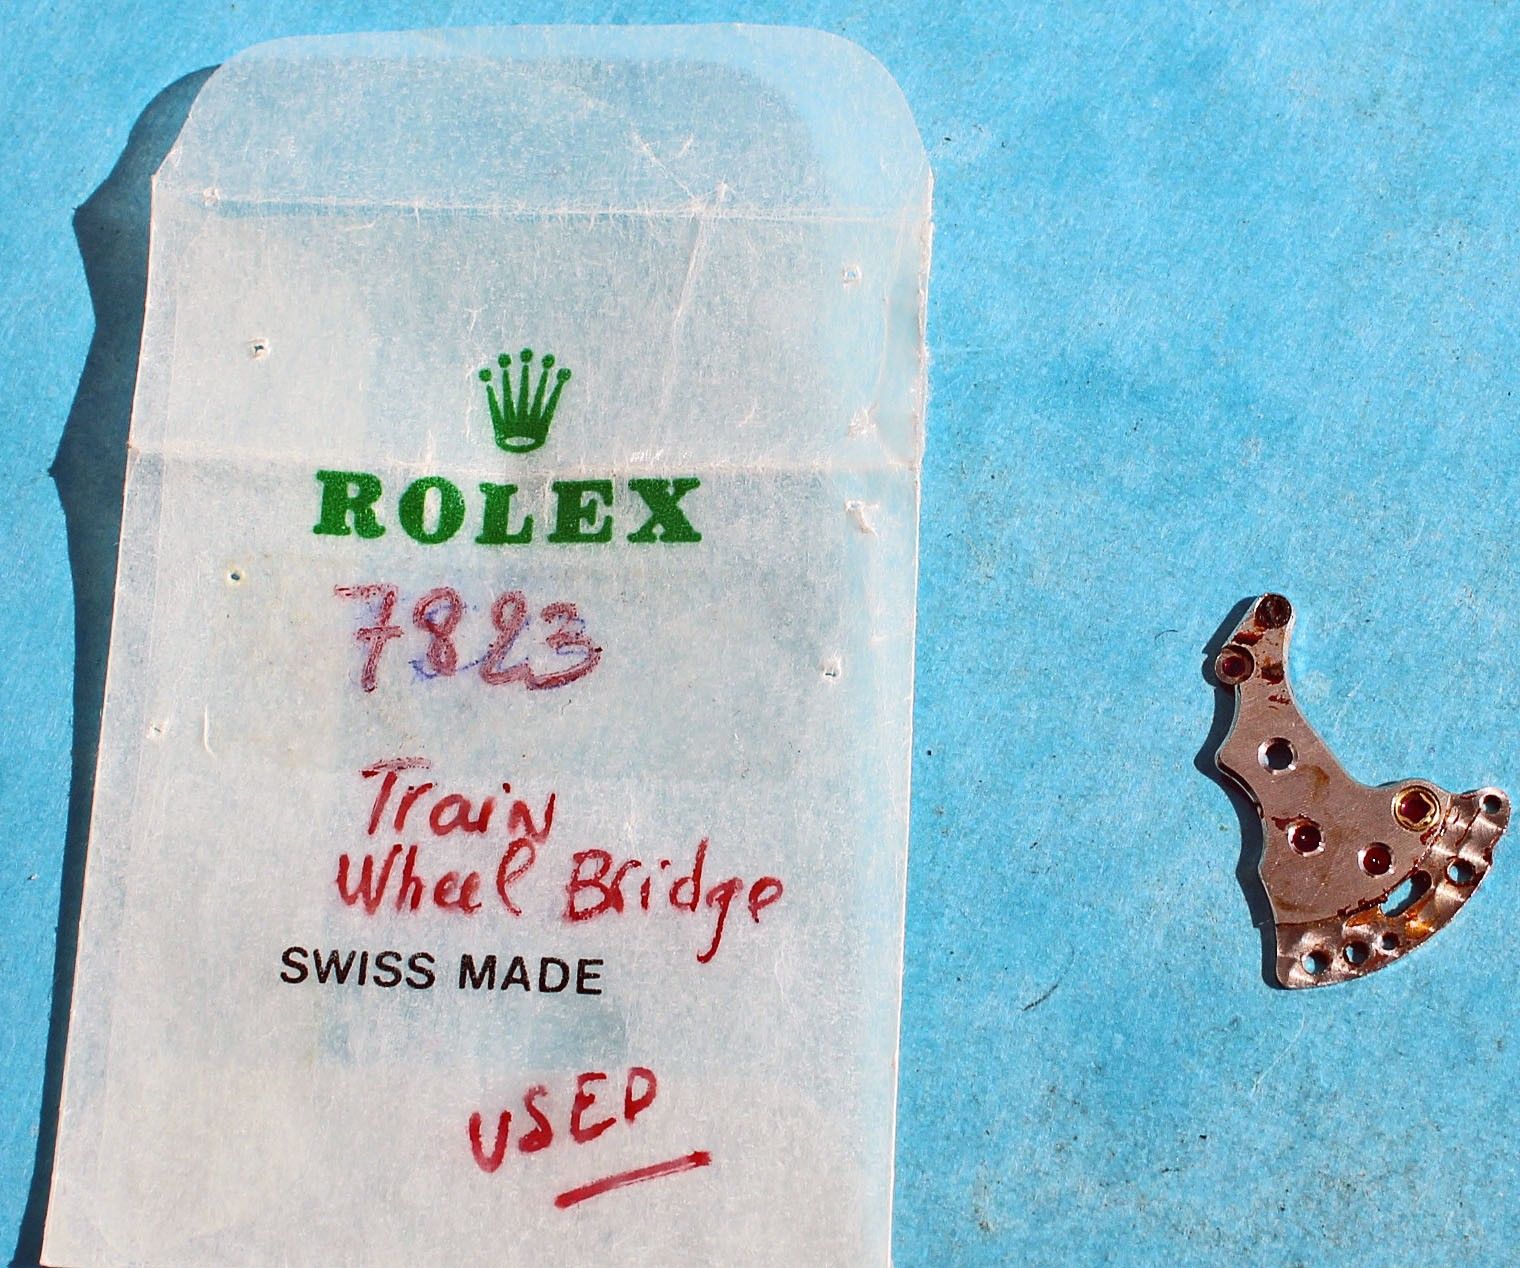 ROLEX
7823
Train
Wheel Bridge
SWISS MADE
USED